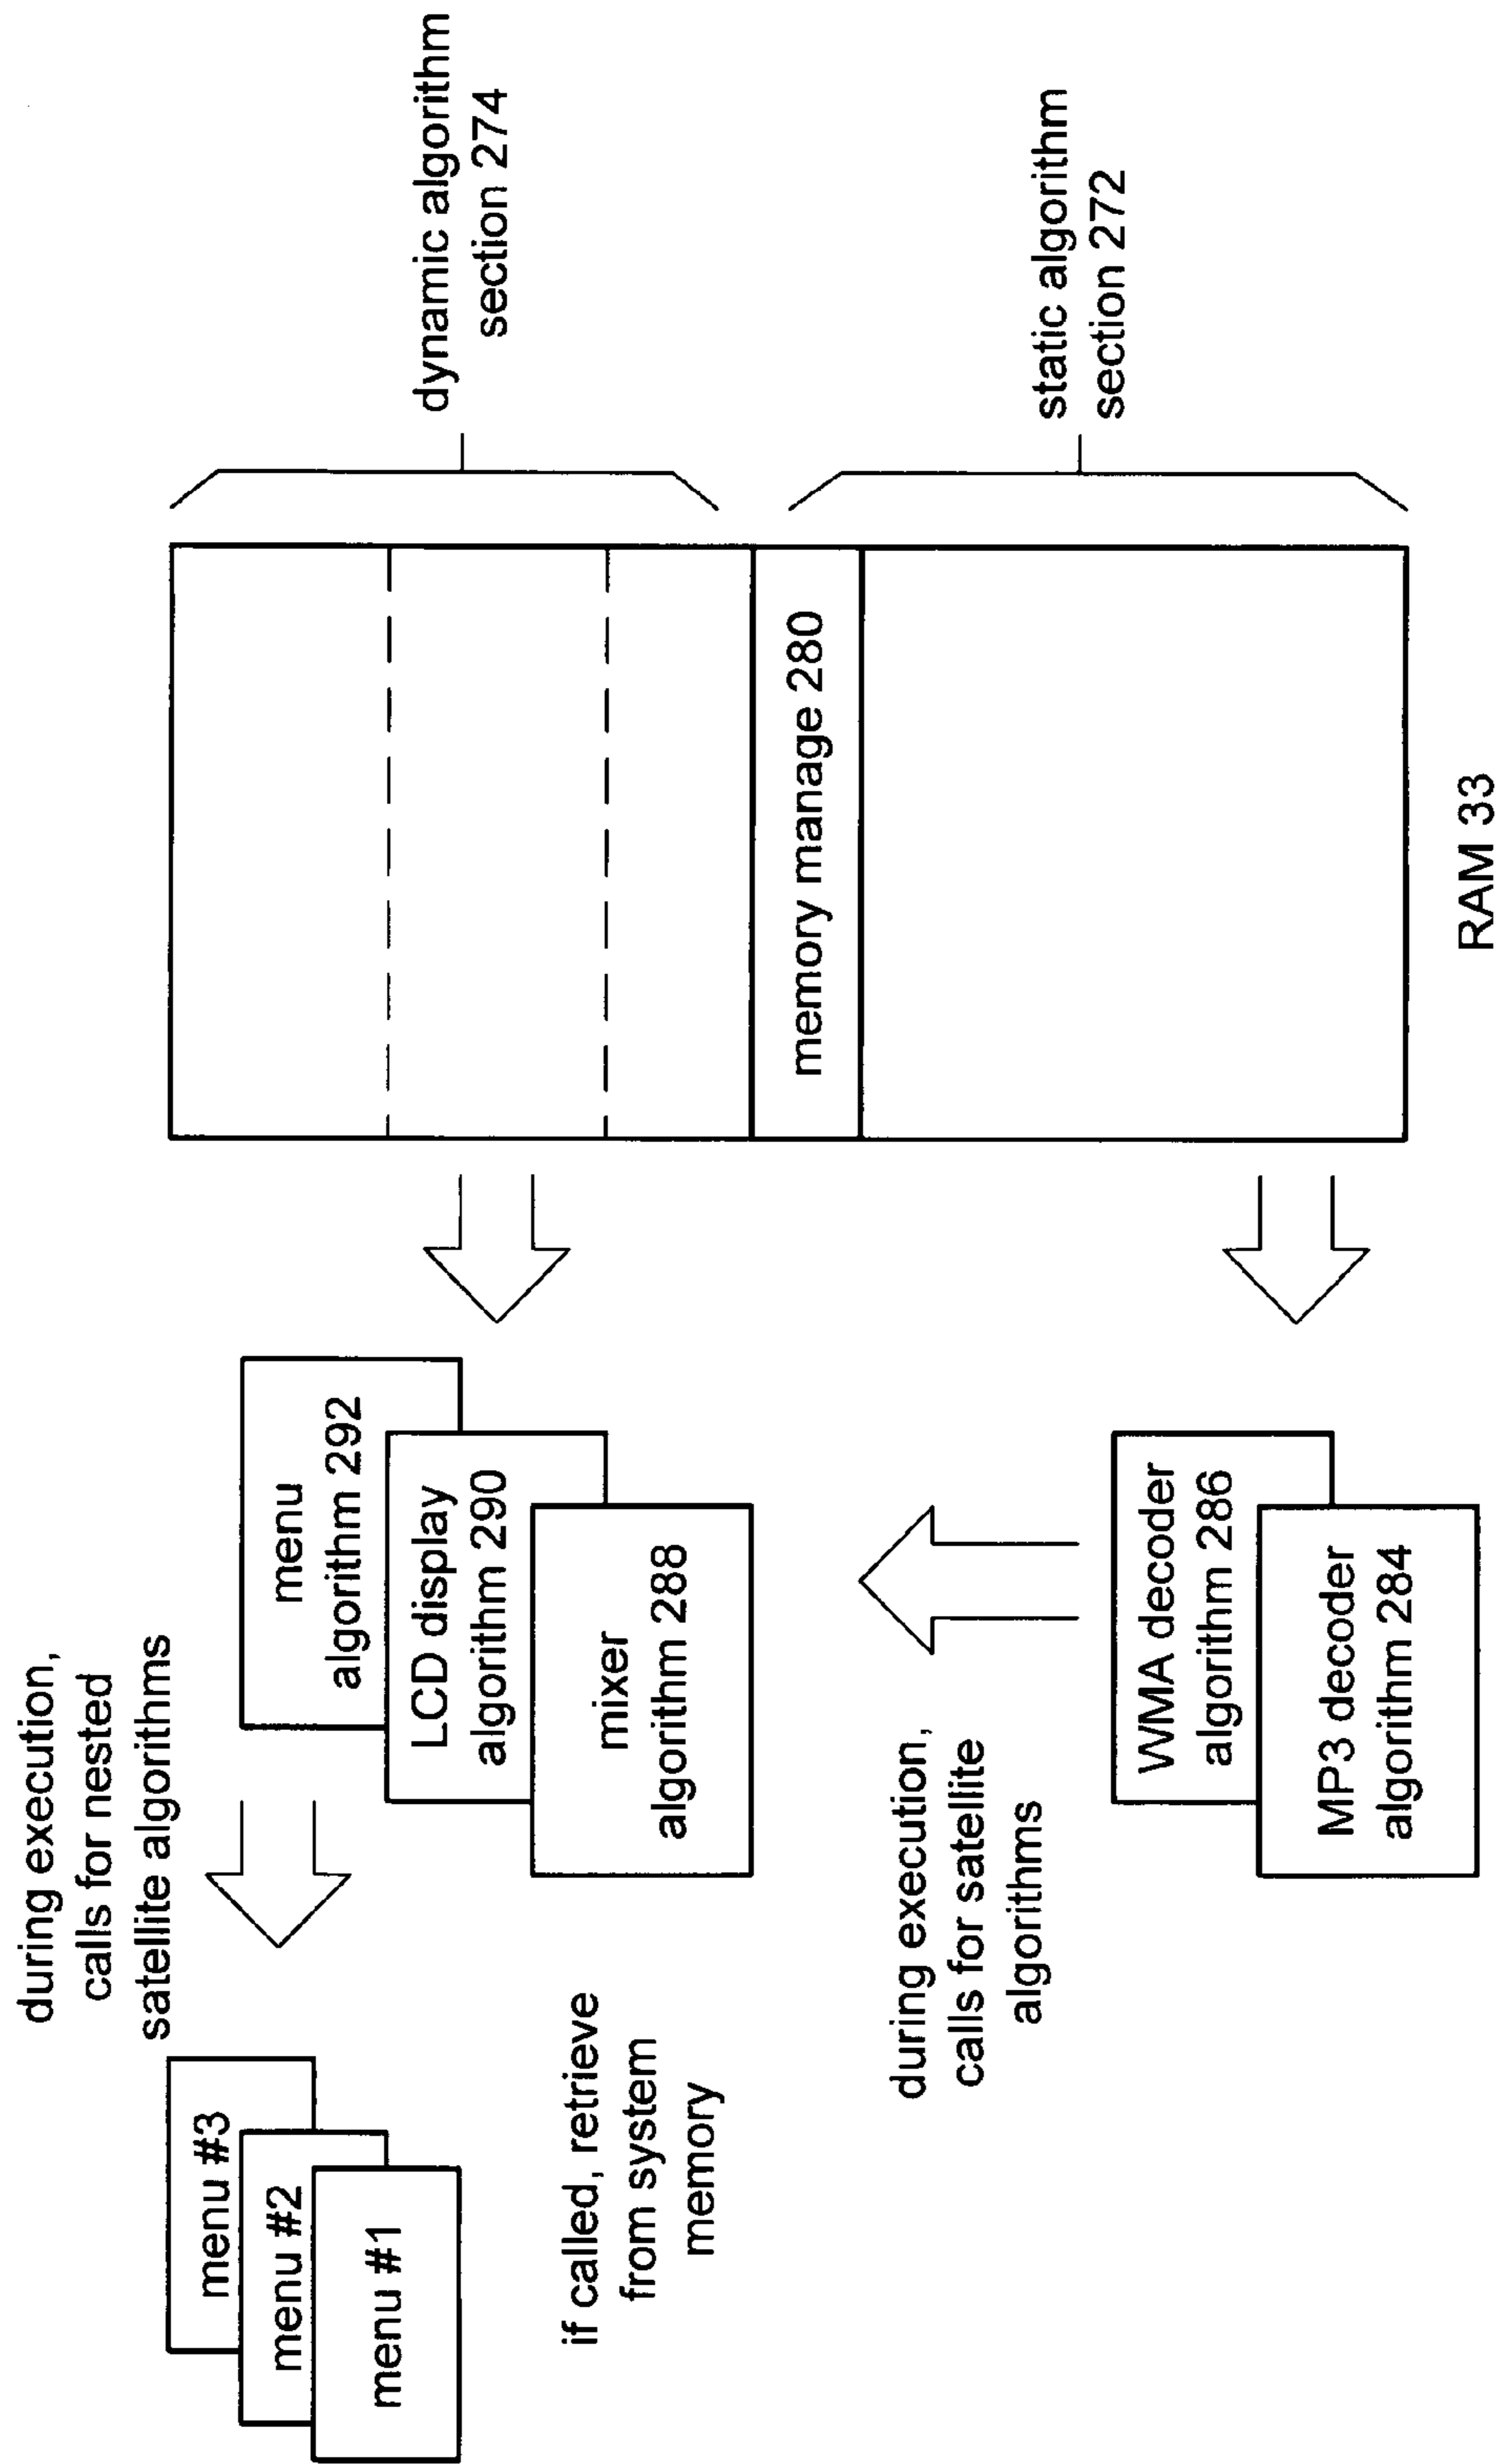 during execution,
calls for nested
satellite algorithms
menu #3
menu #2
menu #1
menu
algorithm 292
LCD display
algorithm 290
mixer
algorithm 288
if called, retrieve
from system
memory
during execution,
calls for satellite
algorithms
WMA decoder
algorithm 286
MP3 decoder
algorithm 284
dynamic algorithm
section 274
memory manage 280
static algorithm
section 272
RAM 33